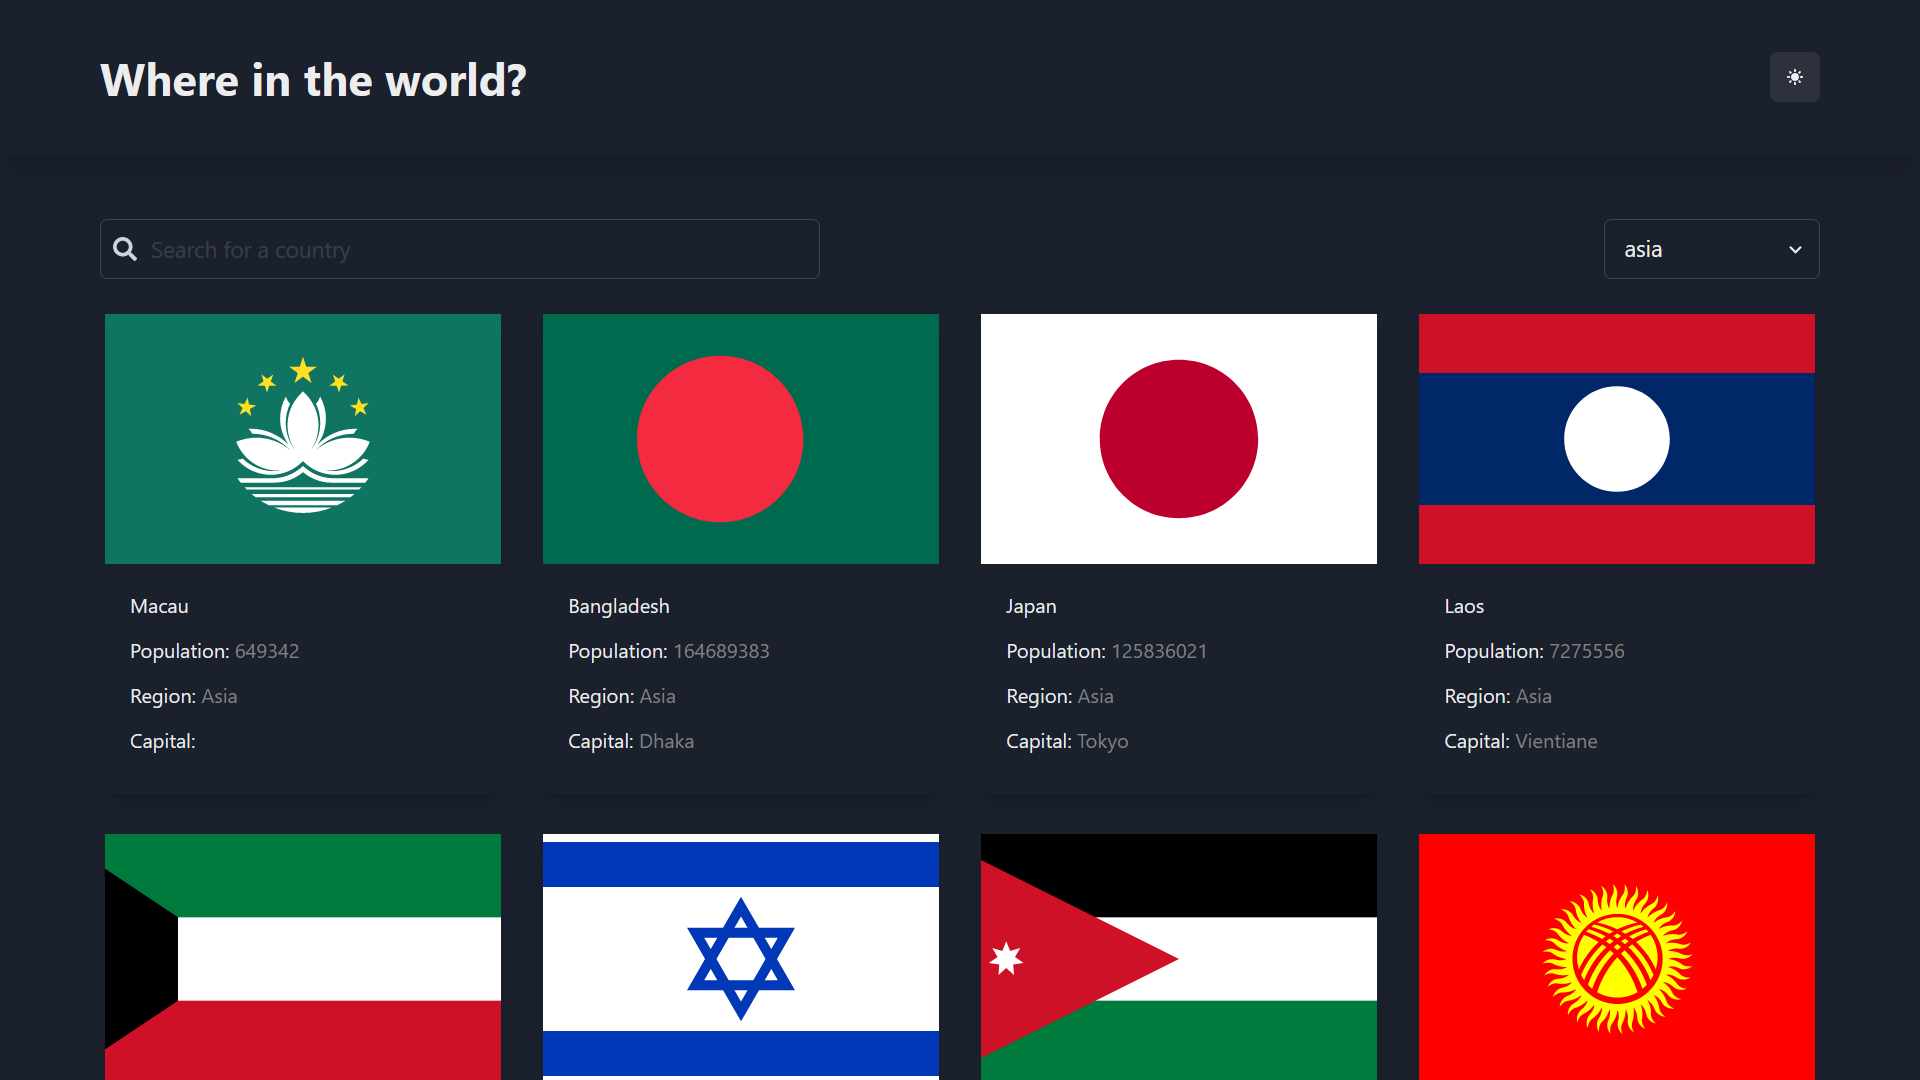 Where in the world?
Search for a country
asia
Macau
Population: 649342
Region: Asia
Capital:
Bangladesh
Population: 164689383
Region: Asia
Capital: Dhaka
Japan
Population: 125836021
Region: Asia
Capital: Tokyo
Laos
Population: 7275556
Region: Asia
Capital: Vientiane